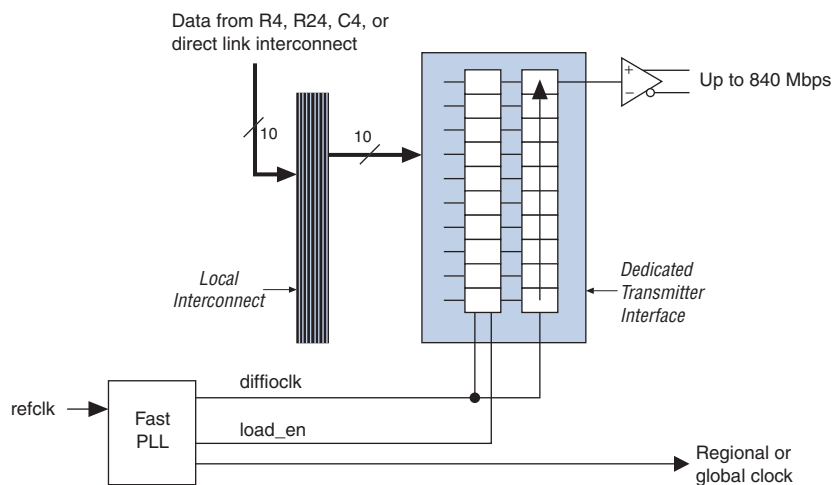 Data from R4, R24, C4, or
direct link interconnect
+
−
Up to 840 Mbps
10
10
Local
Interconnect
Dedicated
Transmitter
Interface
diffioclk
refclk
Fast
PLL
load_en
Regional or
global clock